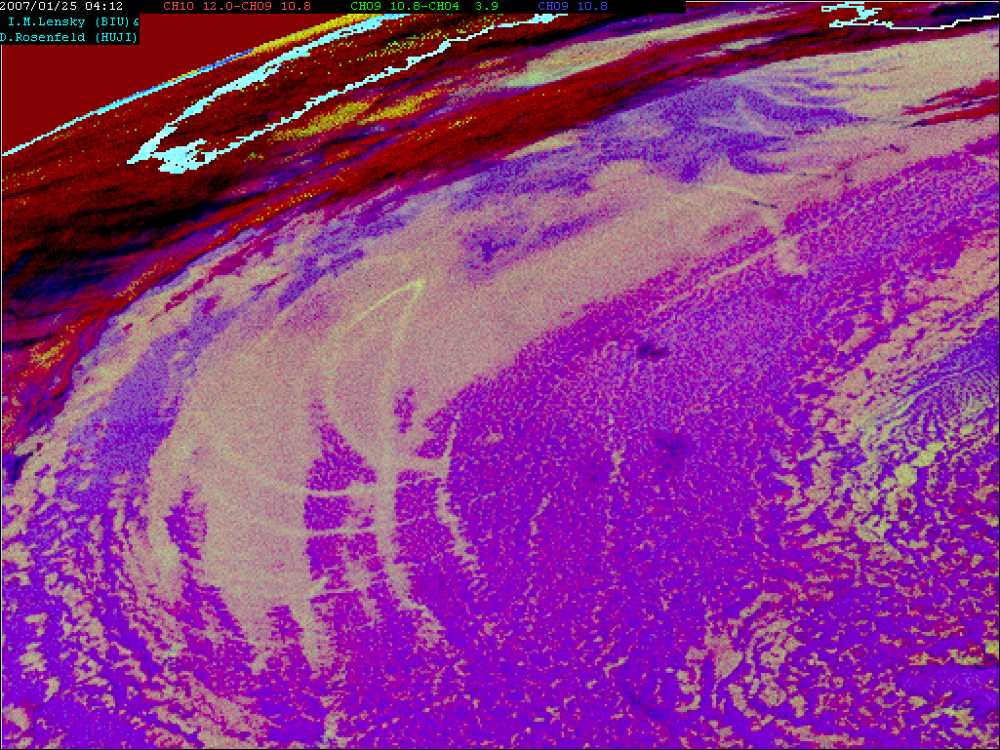 2007/01/25 04:12 CH10 12.0-CH09 10.8 CH09 10.8-CH04 3.9 CH09 10.8
I.M.Lensky (BIU)&
D.Rosenfeld (HUJI)